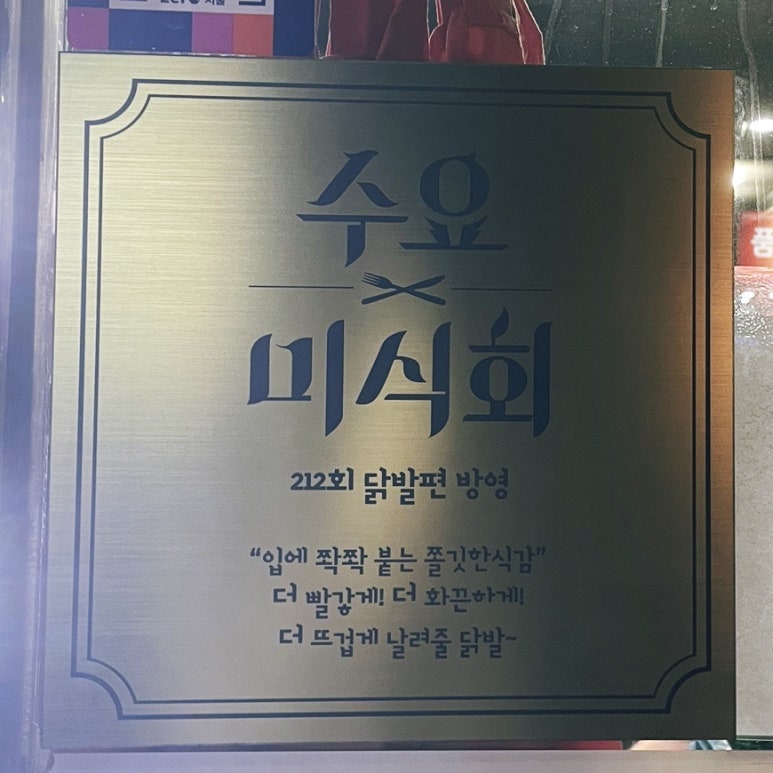 수요
미식회
212회 닭발편 방영
“입에 쫙쫙 붙는 쫄깃한식감”
더 빨갛게! 더 화끈하게!
더 뜨겁게 날려줄 닭발~
품